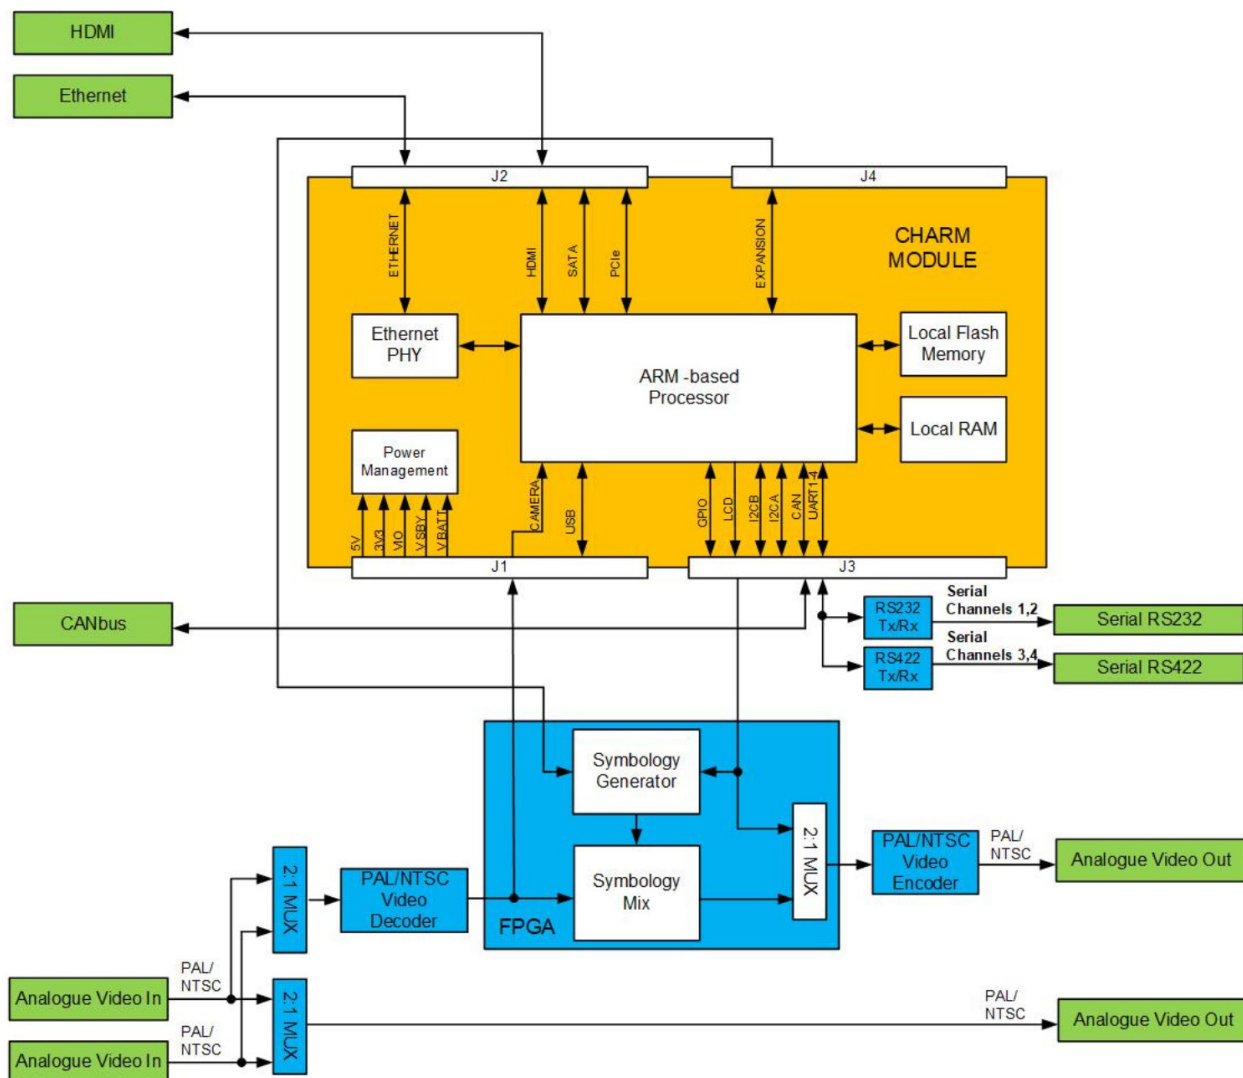 HDMI
Ethernet
J2
J4
CHARM
MODULE
ETHERNET
HDMI
SATA
PCIe
EXPANSION
Ethernet
PHY
ARM -based
Processor
Local Flash
Memory
Local RAM
Power
Management
5V
3V3
VIO
VSBY
VBATT
CAMERA
USB
GPIO
LCD
I2CB
I2CA
CAN
UART1-4
J1
J3
CANbus
RS232
Tx/Rx
Serial
Channels 1,2
Serial RS232
RS422
Tx/Rx
Serial
Channels 3,4
Serial RS422
Symbology
Generator
2:1 MUX
PAL/NTSC
Video
Decoder
Symbology
Mix
FPGA
2:1 MUX
PAL/NTSC
Video
Encoder
PAL/
NTSC
Analogue Video Out
Analogue Video In
PAL/
NTSC
2:1 MUX
PAL/
NTSC
Analogue Video Out
Analogue Video In
PAL/
NTSC